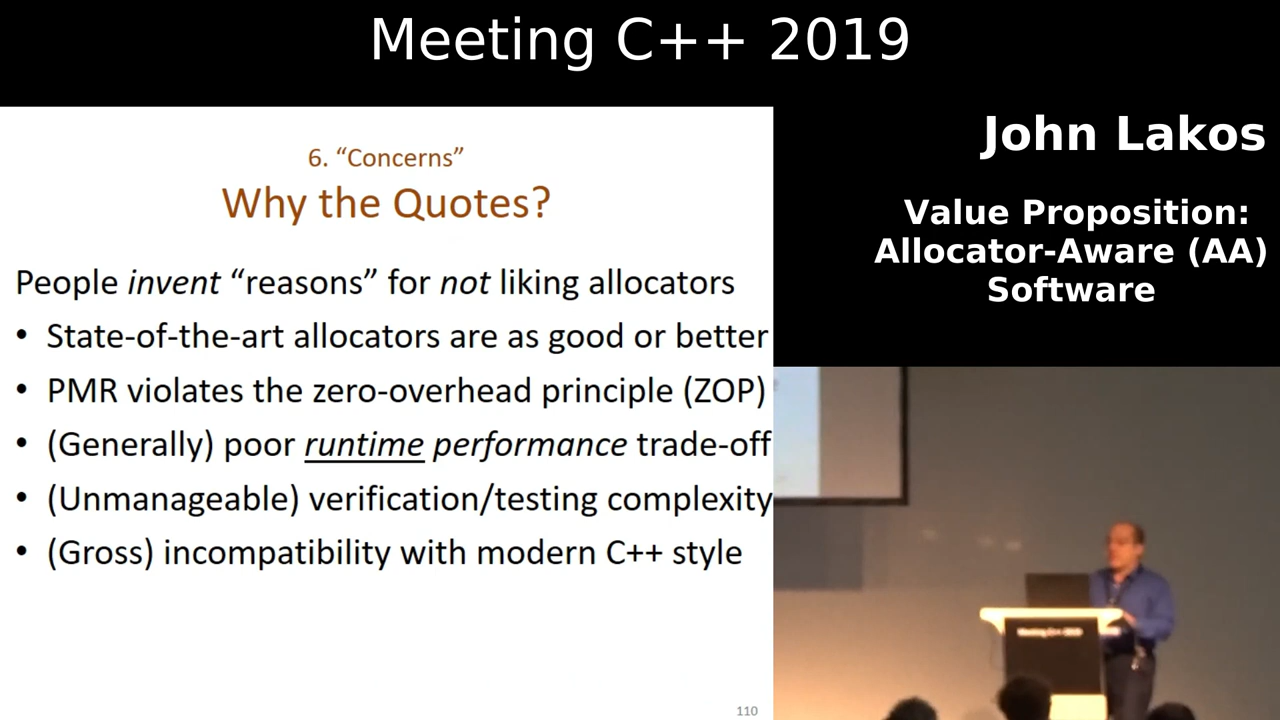 Meeting C++ 2019
John Lakos
Value Proposition:
Allocator-Aware (AA)
Software
6. “Concerns”
Why the Quotes?
People invent “reasons” for not liking allocators
• State-of-the-art allocators are as good or better
• PMR violates the zero-overhead principle (ZOP)
• (Generally) poor runtime performance trade-off
• (Unmanageable) verification/testing complexity
• (Gross) incompatibility with modern C++ style
110
Meeting C++ 2019